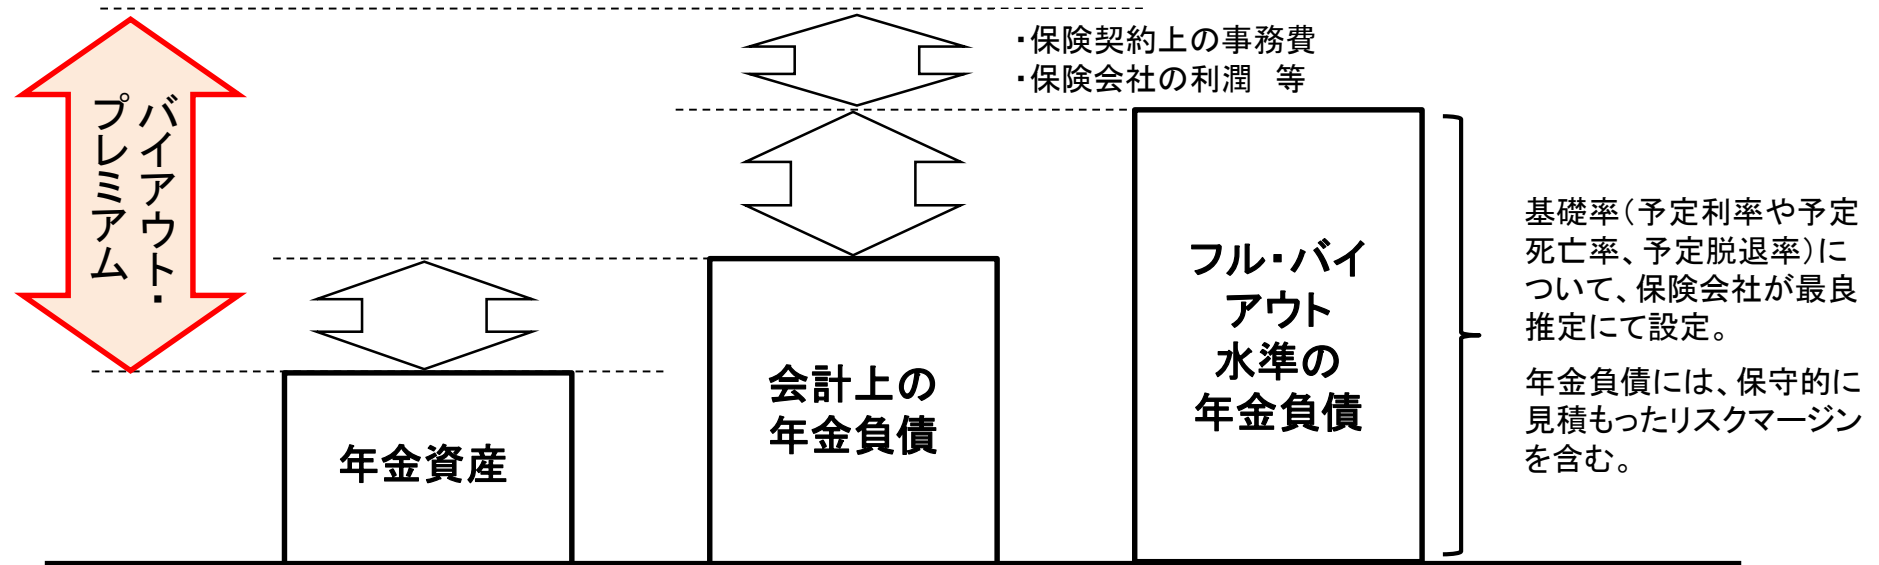 ・保険契約上の事務費
・保険会社の利潤　等
バイアウト・
プレミアム
年金資産
会計上の
年金負債
フル・バイ
アウト
水準の
年金負債
基礎率（予定利率や予定
死亡率、予定脱退率）に
ついて、保険会社が最良
推定にて設定。
年金負債には、保守的に
見積もったリスクマージン
を含む。